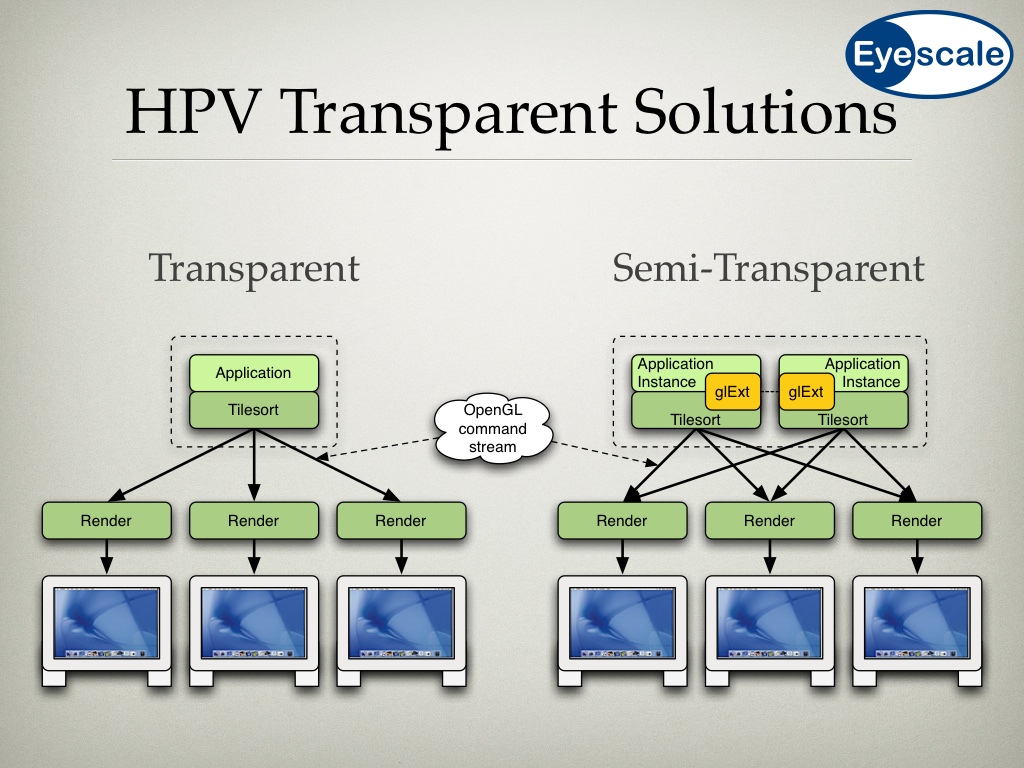 Eyescale
HPV Transparent Solutions
Transparent
Semi-Transparent
Application
Tilesort
OpenGL
command
stream
Application
Instance
glExt
Tilesort
Application
Instance
glExt
Tilesort
Render
Render
Render
Render
Render
Render